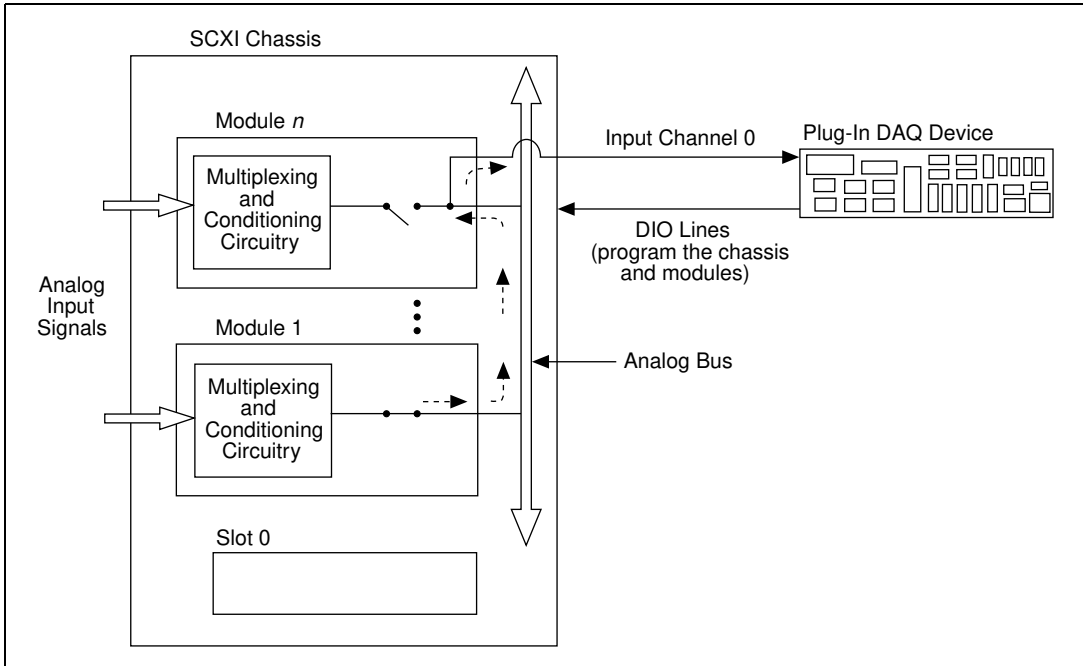 SCXI Chassis
Module n
Multiplexing
and
Conditioning
Circuitry
Input Channel 0
Plug-In DAQ Device
DIO Lines
(program the chassis
and modules)
Analog
Input
Signals
Module 1
Multiplexing
and
Conditioning
Circuitry
Analog Bus
Slot 0